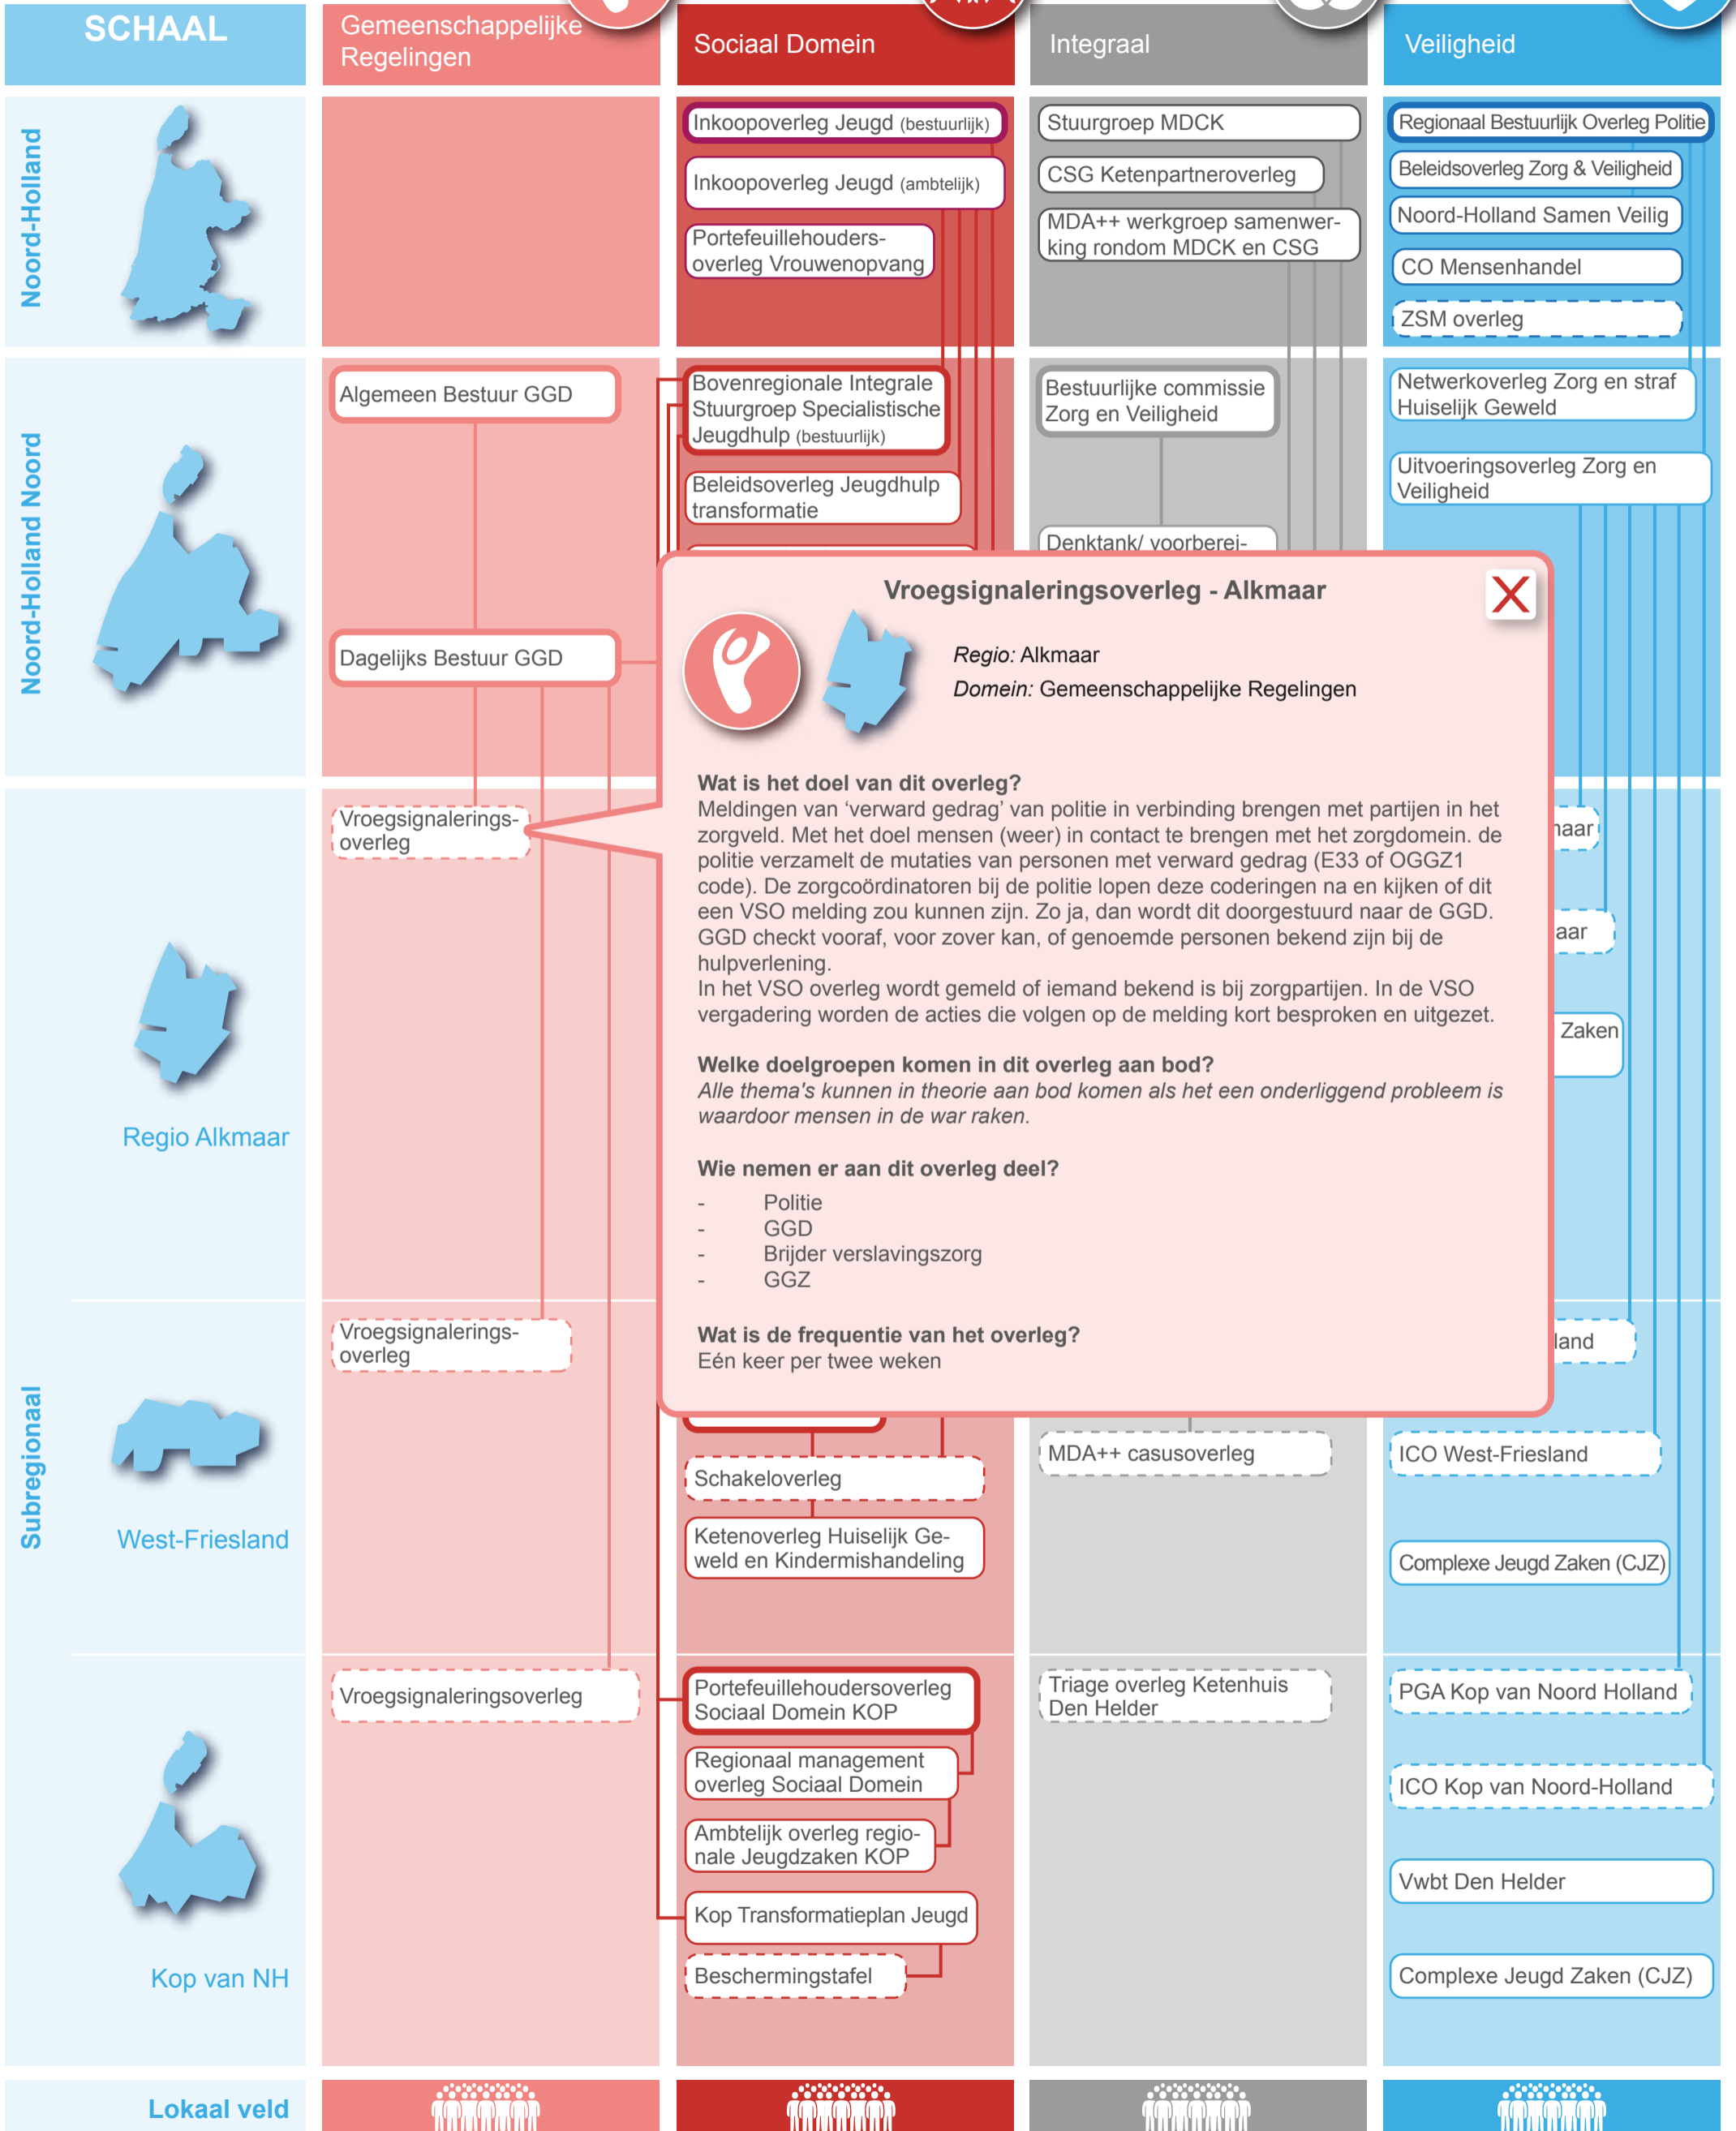 SCHAAL
Gemeenschappelijke
Regelingen
Sociaal Domein
Integraal
Veiligheid
Noord-Holland
Inkoopoverleg Jeugd (bestuurlijk)
Inkoopoverleg Jeugd (ambtelijk)
Portefeuillehouders-
overleg Vrouwenopvang
Stuurgroep MDCK
CSG Ketenpartneroverleg
MDA++ werkgroep samenwer-
king rondom MDCK en CSG
Regionaal Bestuurlijk Overleg Politie
Beleidsoverleg Zorg & Veiligheid
Noord-Holland Samen Veilig
CO Mensenhandel
ZSM overleg
Noord-Holland Noord
Algemeen Bestuur GGD
Dagelijks Bestuur GGD
Bovenregionale Integrale
Stuurgroep Specialistische
Jeugdhulp (bestuurlijk)
Beleidsoverleg Jeugdhulp
transformatie
Bestuurlijke commissie
Zorg en Veiligheid
Denktank/ voorberei-
Netwerkoverleg Zorg en straf
Huiselijk Geweld
Uitvoeringsoverleg Zorg en
Veiligheid
Vroegsignaleringsoverleg - Alkmaar
X
Regio: Alkmaar
Domein: Gemeenschappelijke Regelingen
Wat is het doel van dit overleg?
Meldingen van ‘verward gedrag’ van politie in verbinding brengen met partijen in het
zorgveld. Met het doel mensen (weer) in contact te brengen met het zorgdomein. de
politie verzamelt de mutaties van personen met verward gedrag (E33 of OGGZ1
code). De zorgcoördinatoren bij de politie lopen deze coderingen na en kijken of dit
een VSO melding zou kunnen zijn. Zo ja, dan wordt dit doorgestuurd naar de GGD.
GGD checkt vooraf, voor zover kan, of genoemde personen bekend zijn bij de
hulpverlening.
In het VSO overleg wordt gemeld of iemand bekend is bij zorgpartijen. In de VSO
vergadering worden de acties die volgen op de melding kort besproken en uitgezet.
Welke doelgroepen komen in dit overleg aan bod?
Alle thema's kunnen in theorie aan bod komen als het een onderliggend probleem is
waardoor mensen in de war raken.
Wie nemen er aan dit overleg deel?
- Politie
- GGD
- Brijder verslavingszorg
- GGZ
Wat is de frequentie van het overleg?
Eén keer per twee weken
Subregionaal
Regio Alkmaar
Vroegsignalerings-
overleg
naar
aar
Zaken
West-Friesland
Vroegsignalerings-
overleg
Schakeloverleg
Ketenoverleg Huiselijk Ge-
weld en Kindermishandeling
MDA++ casusoverleg
land
ICO West-Friesland
Complexe Jeugd Zaken (CJZ)
Kop van NH
Vroegsignaleringsoverleg
Portefeuillehoudersoverleg
Sociaal Domein KOP
Regionaal management
overleg Sociaal Domein
Ambtelijk overleg regio-
nale Jeugdzaken KOP
Kop Transformatieplan Jeugd
Beschermingstafel
Triage overleg Ketenhuis
Den Helder
PGA Kop van Noord Holland
ICO Kop van Noord-Holland
Vwbt Den Helder
Complexe Jeugd Zaken (CJZ)
Lokaal veld